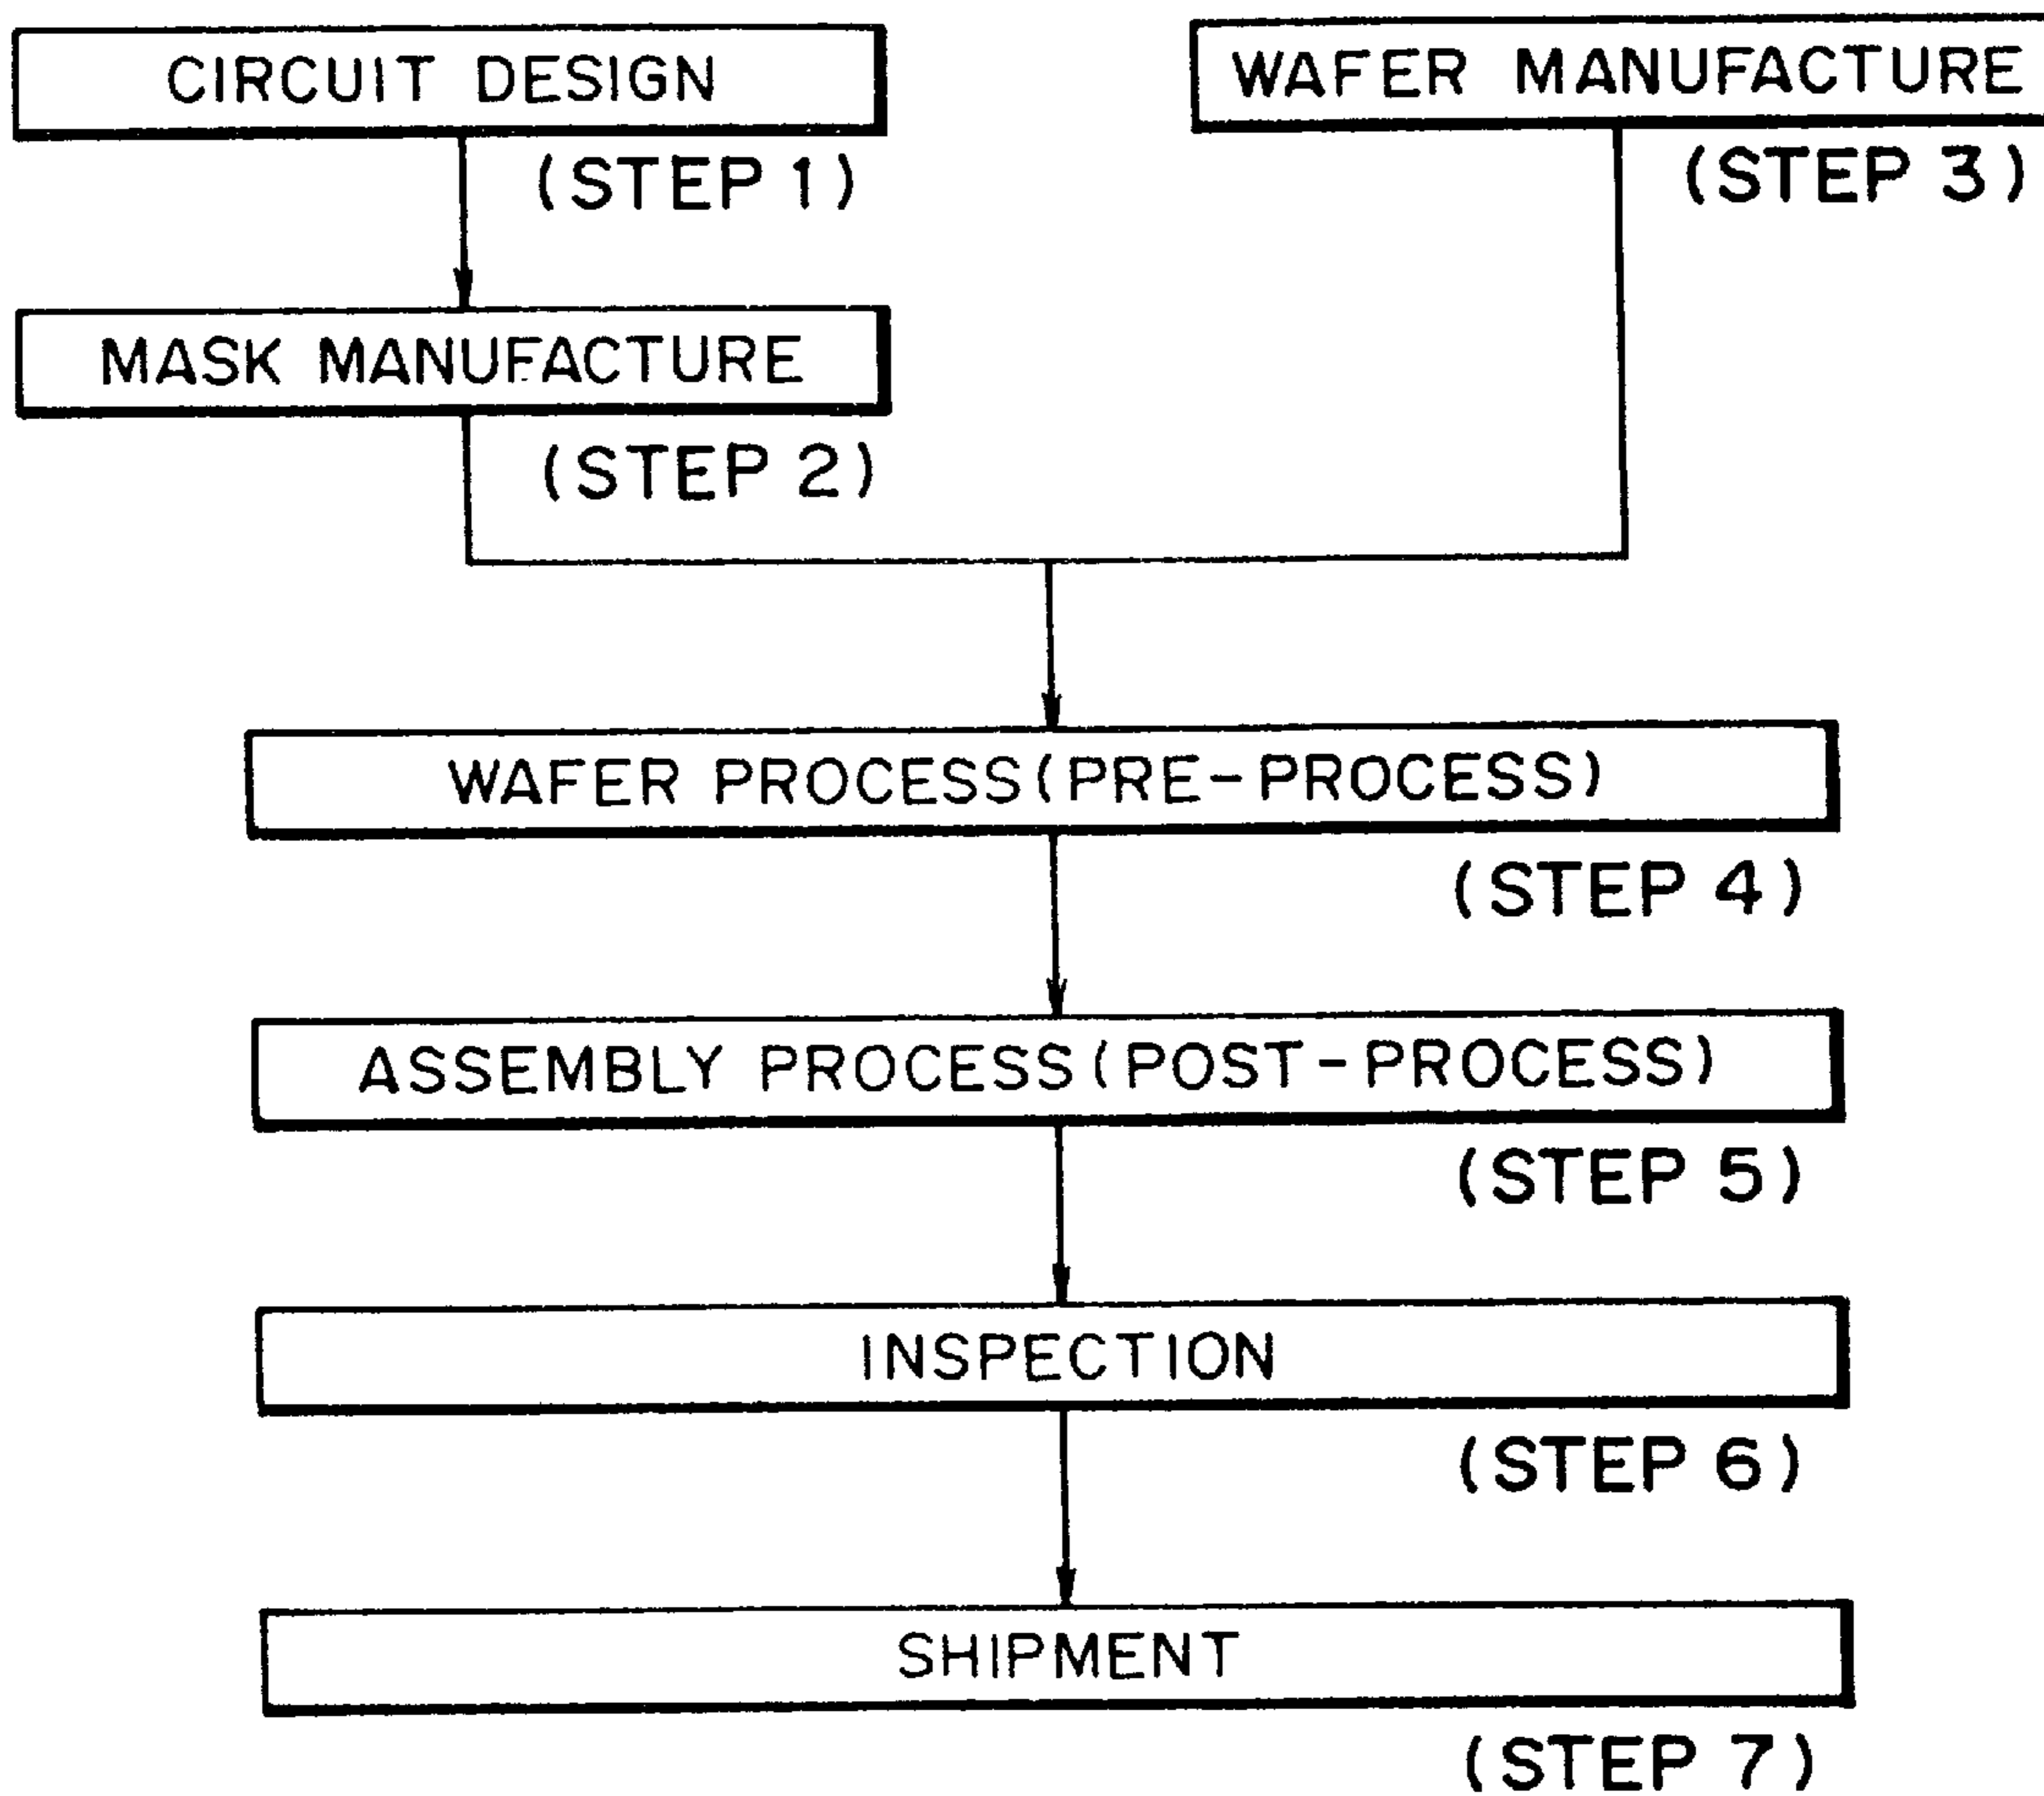 CIRCUIT DESIGN
(STEP 1)
WAFER MANUFACTURE
(STEP 3)
MASK MANUFACTURE
(STEP 2)
WAFER PROCESS(PRE-PROCESS)
(STEP 4)
ASSEMBLY PROCESS(POST-PROCESS)
(STEP 5)
INSPECTION
(STEP 6)
SHIPMENT
(STEP 7)